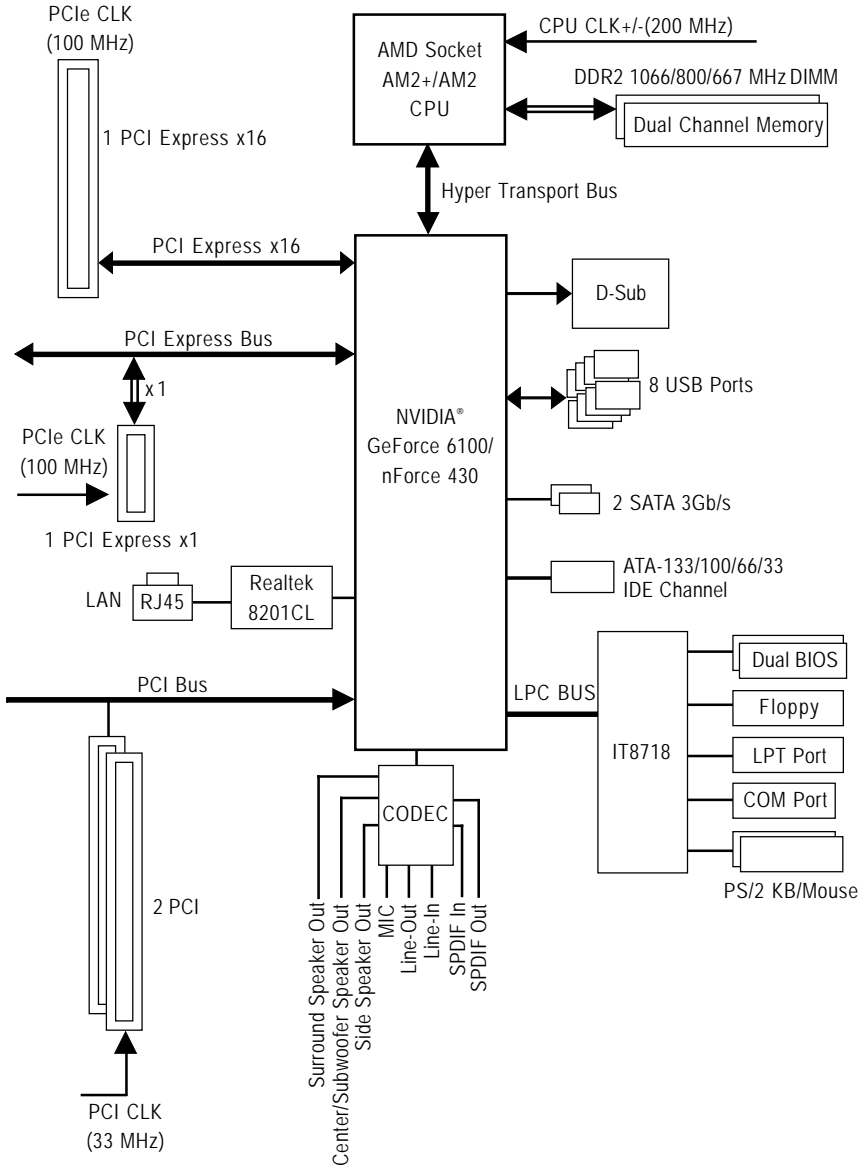 PCIe CLK
(100 MHz)
AMD Socket
AM2+/AM2
CPU
CPU CLK+/-(200 MHz)
DDR2 1066/800/667 MHz DIMM
Dual Channel Memory
1 PCI Express x16
Hyper Transport Bus
PCI Express x16
D-Sub
PCI Express Bus
x 1
8 USB Ports
NVIDIA®
GeForce 6100/
nForce 430
PCIe CLK
(100 MHz)
2 SATA 3Gb/s
1 PCI Express x1
ATA-133/100/66/33
IDE Channel
LAN
RJ45
Realtek
8201CL
PCI Bus
LPC BUS
IT8718
Dual BIOS
Floppy
LPT Port
COM Port
PS/2 KB/Mouse
CODEC
2 PCI
Surround Speaker Out
Center/Subwoofer Speaker Out
Side Speaker Out
MIC
Line-Out
Line-In
SPDIF In
SPDIF Out
PCI CLK
(33 MHz)